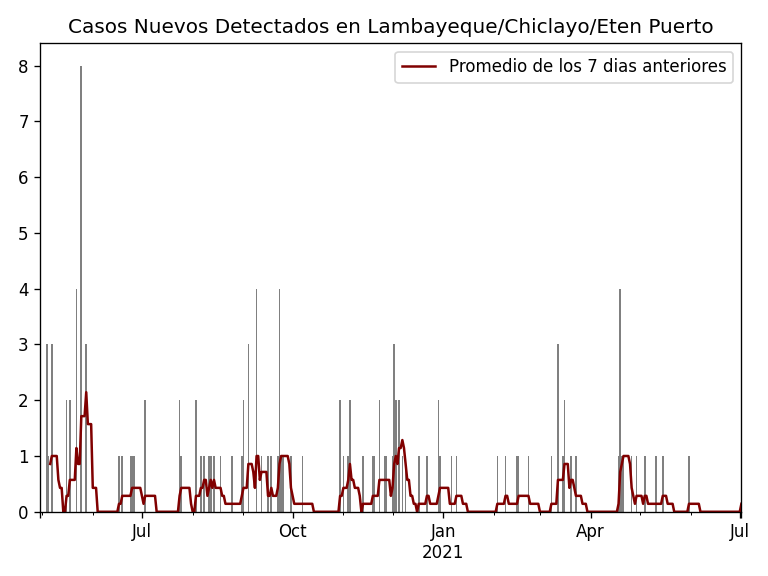 Casos Nuevos Detectados en Lambayeque/Chiclayo/Eten Puerto
Promedio de los 7 dias anteriores
8
7
6
5
4
3
2
1
0
Jul
Oct
Jan
2021
Apr
Jul